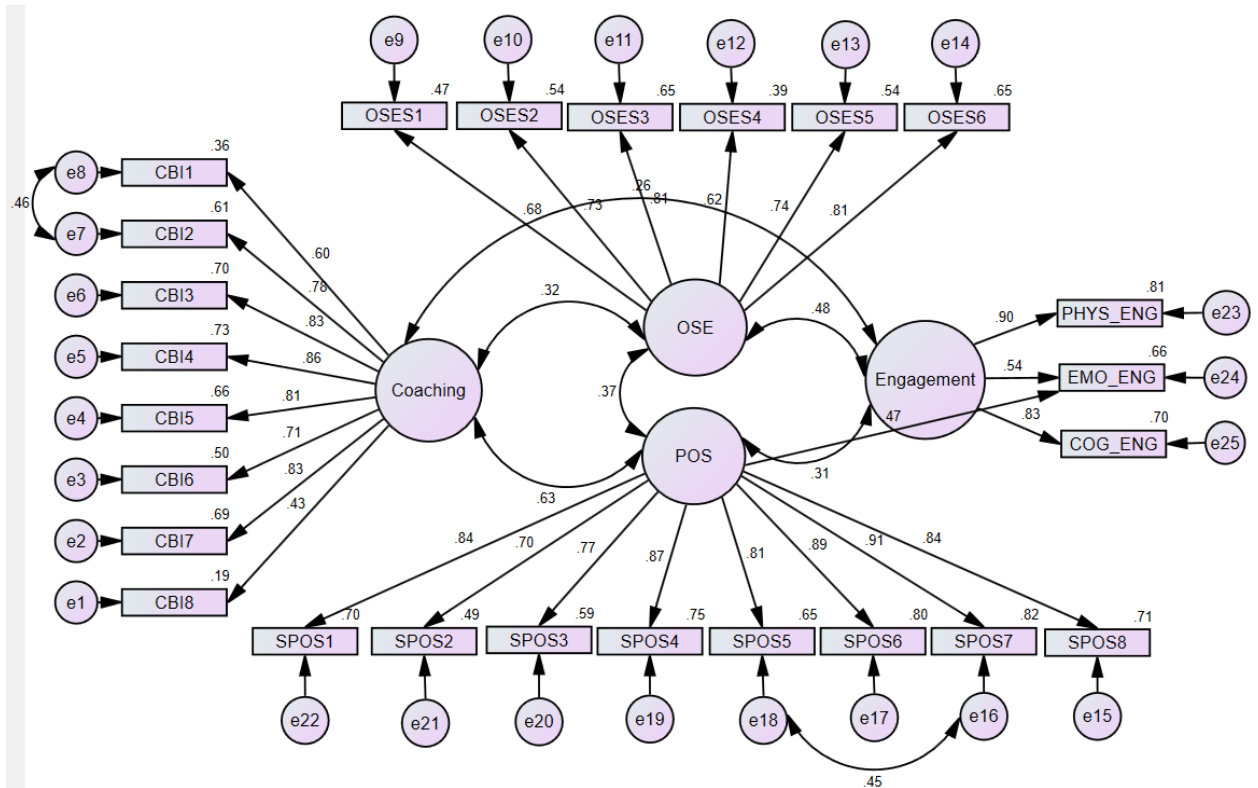 e9 e10 e11 e12 e13 e14
.47 .54 .65 .39 .54 .65
OSES1 OSES2 OSES3 OSES4 OSES5 OSES6
.36
e8 CBI1
.46
.61
e7 CBI2
.70
e6 CBI3
.73
e5 CBI4
.66
e4 CBI5
.50
e3 CBI6
.69
e2 CBI7
.19
e1 CBI8
.60
.78
.83
.86
.81
.71
.83
.43
.68 .73 .81 .26 .62 .74 .81
.32 OSE .48
Coaching
.37
POS
.63
.31
Engagement
.90
.54
.83
.47
.81
PHYS_ENG e23
.66
EMO_ENG e24
.70
COG_ENG e25
.84 .70 .77 .87 .81 .89 .91 .84
.70 .49 .59 .75 .65 .80 .82 .71
SPOS1 SPOS2 SPOS3 SPOS4 SPOS5 SPOS6 SPOS7 SPOS8
e22 e21 e20 e19 e18 e17 e16 e15
.45